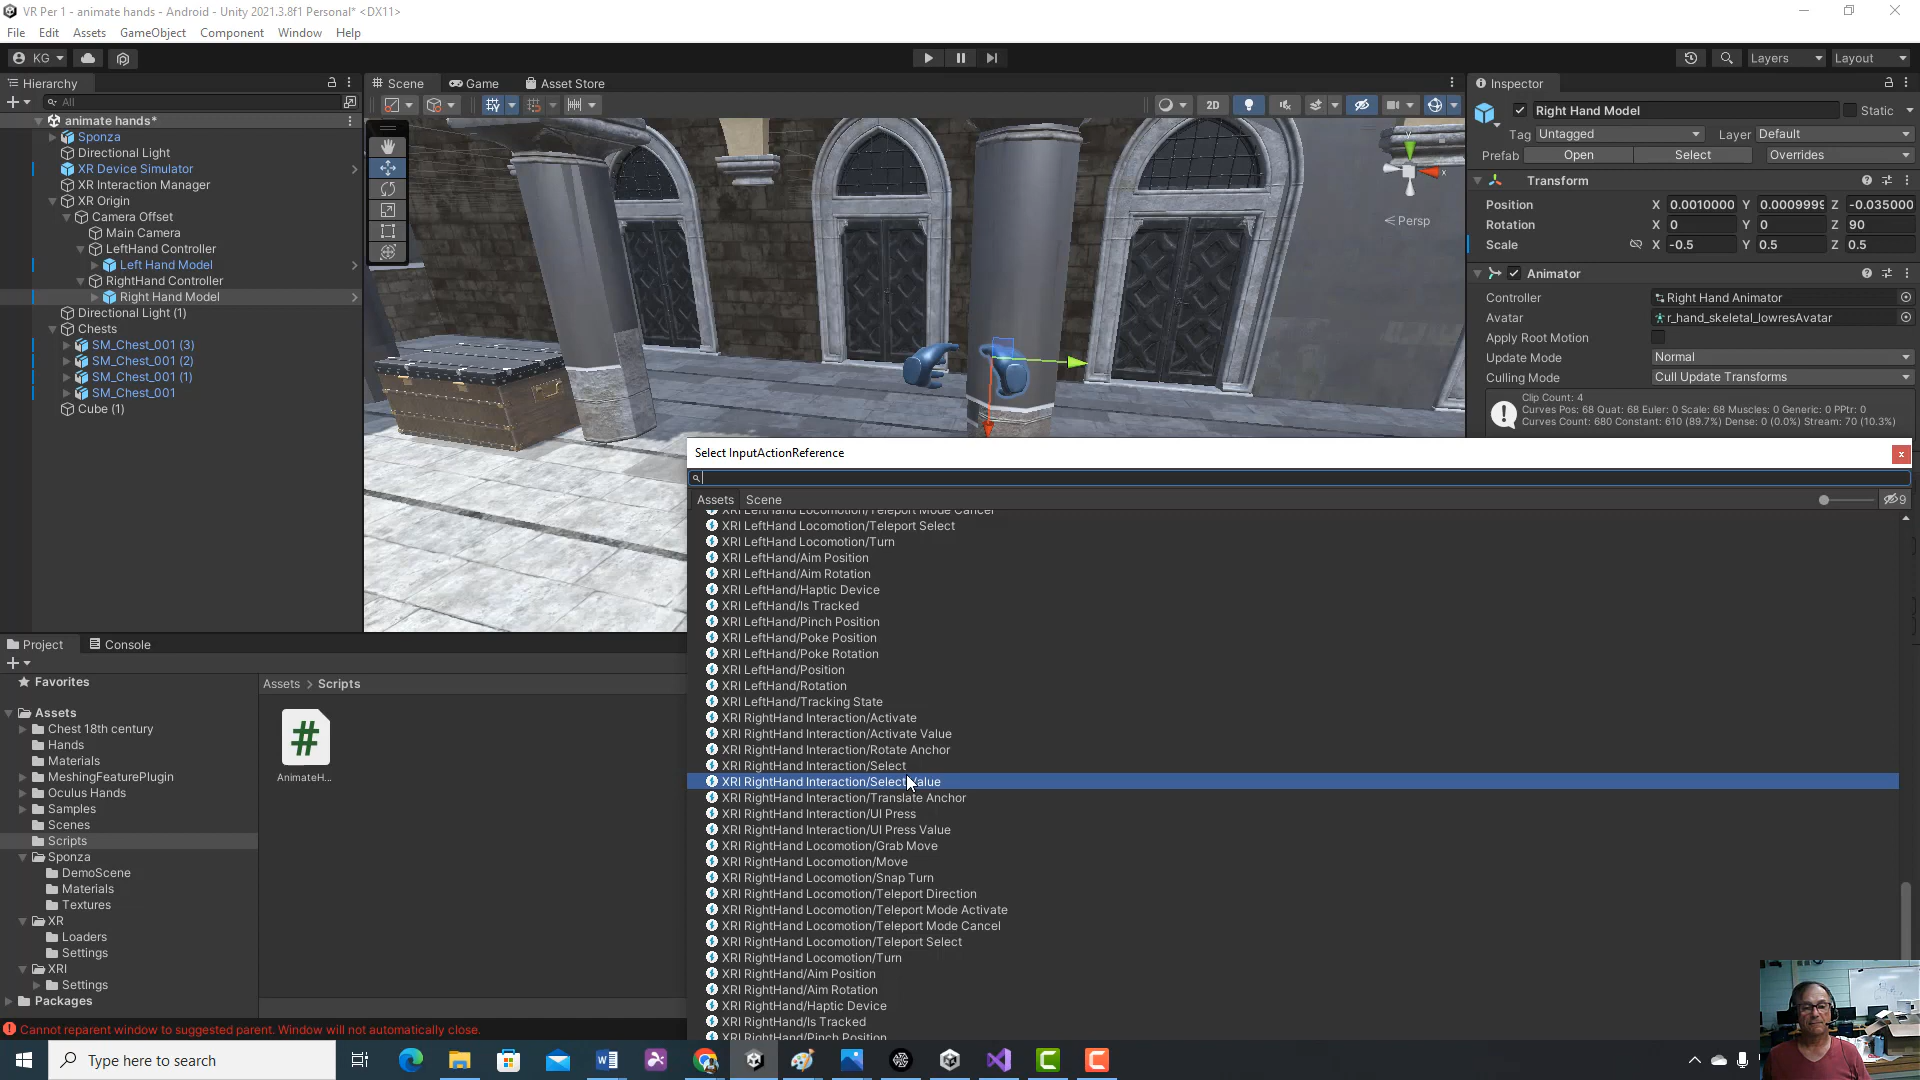 VR Per 1 - animate hands - Android - Unity 2021.3.8f1 Personal* <DX11>
File Edit Assets GameObject Component Window Help
KG
Layers
Layout
Hierarchy
All
animate hands*
Sponza
Directional Light
XR Device Simulator
XR Interaction Manager
XR Origin
Camera Offset
Main Camera
LeftHand Controller
Left Hand Model
RightHand Controller
Right Hand Model
Directional Light (1)
Chests
SM_Chest_001 (3)
SM_Chest_001 (2)
SM_Chest_001 (1)
SM_Chest_001
Cube (1)
Scene Game Asset Store
2D
y
x
Persp
Inspector
Right Hand Model Static
Tag Untagged Layer Default
Prefab Open Select Overrides
Transform
Position X 0.0010000 Y 0.0009999 Z -0.035000
Rotation X 0 Y 0 Z 90
Scale X -0.5 Y 0.5 Z 0.5
Animator
Controller Right Hand Animator
Avatar r_hand_skeletal_lowresAvatar
Apply Root Motion
Update Mode Normal
Culling Mode Cull Update Transforms
Clip Count: 4
Curves Pos: 68 Quat: 68 Euler: 0 Scale: 68 Muscles: 0 Generic: 0 PPtr: 0
Curves Count: 680 Constant: 610 (89.7%) Dense: 0 (0.0%) Stream: 70 (10.3%)
Select InputActionReference
Assets Scene
9
XRI LeftHand Locomotion/Teleport Mode Cancel
XRI LeftHand Locomotion/Teleport Select
XRI LeftHand Locomotion/Turn
XRI LeftHand/Aim Position
XRI LeftHand/Aim Rotation
XRI LeftHand/Haptic Device
XRI LeftHand/Is Tracked
XRI LeftHand/Pinch Position
XRI LeftHand/Poke Position
XRI LeftHand/Poke Rotation
XRI LeftHand/Position
XRI LeftHand/Rotation
XRI LeftHand/Tracking State
XRI RightHand Interaction/Activate
XRI RightHand Interaction/Activate Value
XRI RightHand Interaction/Rotate Anchor
XRI RightHand Interaction/Select
XRI RightHand Interaction/Select Value
XRI RightHand Interaction/Translate Anchor
XRI RightHand Interaction/UI Press
XRI RightHand Interaction/UI Press Value
XRI RightHand Locomotion/Grab Move
XRI RightHand Locomotion/Move
XRI RightHand Locomotion/Snap Turn
XRI RightHand Locomotion/Teleport Direction
XRI RightHand Locomotion/Teleport Mode Activate
XRI RightHand Locomotion/Teleport Mode Cancel
XRI RightHand Locomotion/Teleport Select
XRI RightHand Locomotion/Turn
XRI RightHand/Aim Position
XRI RightHand/Aim Rotation
XRI RightHand/Haptic Device
XRI RightHand/Is Tracked
XRI RightHand/Pinch Position
Project Console
Favorites
Assets
Chest 18th century
Hands
Materials
MeshingFeaturePlugin
Oculus Hands
Samples
Scenes
Scripts
Sponza
DemoScene
Materials
Textures
XR
Loaders
Settings
XRI
Settings
Packages
Assets > Scripts
#
AnimateH...
Cannot reparent window to suggested parent. Window will not automatically close.
Type here to search